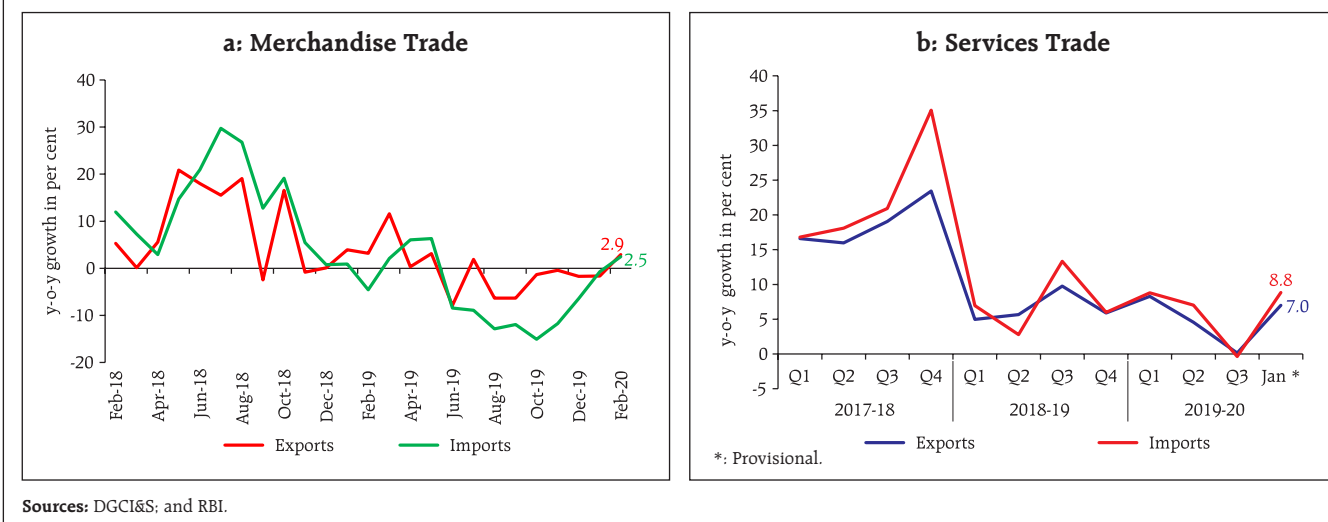 a: Merchandise Trade
y-o-y growth in per cent
40
30
20
10
0
-10
-20
2.9
2.5
Feb-18
Apr-18
Jun-18
Aug-18
Oct-18
Dec-18
Feb-19
Apr-19
Jun-19
Aug-19
Oct-19
Dec-19
Feb-20
Exports
Imports
b: Services Trade
y-o-y growth in per cent
40
35
30
25
20
15
10
5
0
-5
8.8
7.0
Q1 Q2 Q3 Q4 Q1 Q2 Q3 Q4 Q1 Q2 Q3 Jan *
2017-18 2018-19 2019-20
Exports
Imports
*: Provisional.
Sources: DGCI&S; and RBI.